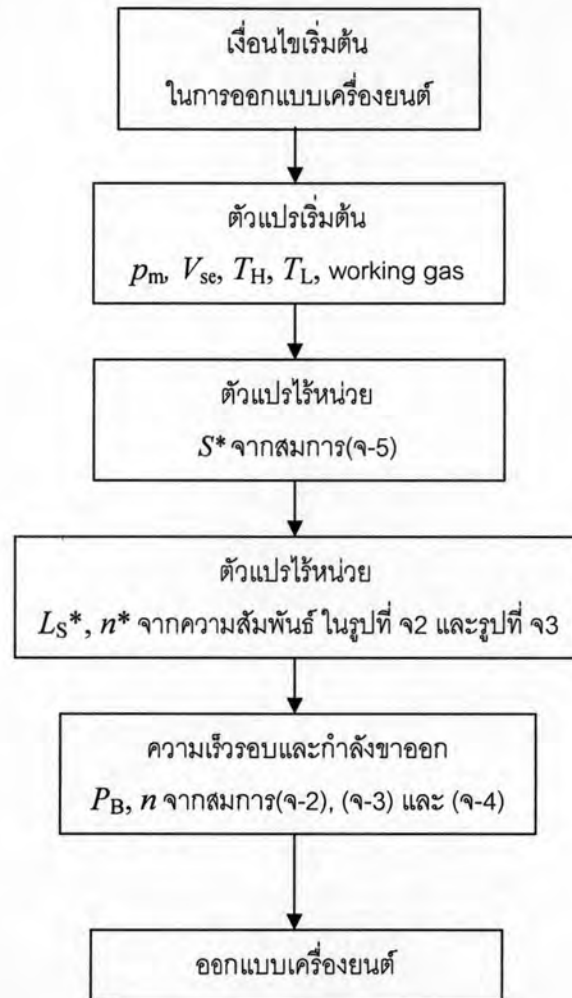 เงื่อนไขเริ่มต้น
ในการออกแบบเครื่องยนต์
ตัวแปรเริ่มต้น
pm, Vse, TH, TL, working gas
ตัวแปรไร้หน่วย
S* จากสมการ(จ-5)
ตัวแปรไร้หน่วย
LS*, n* จากความสัมพันธ์ ในรูปที่ จ2 และรูปที่ จ3
ความเร็วรอบและกำลังขาออก
PB, n จากสมการ(จ-2), (จ-3) และ (จ-4)
ออกแบบเครื่องยนต์